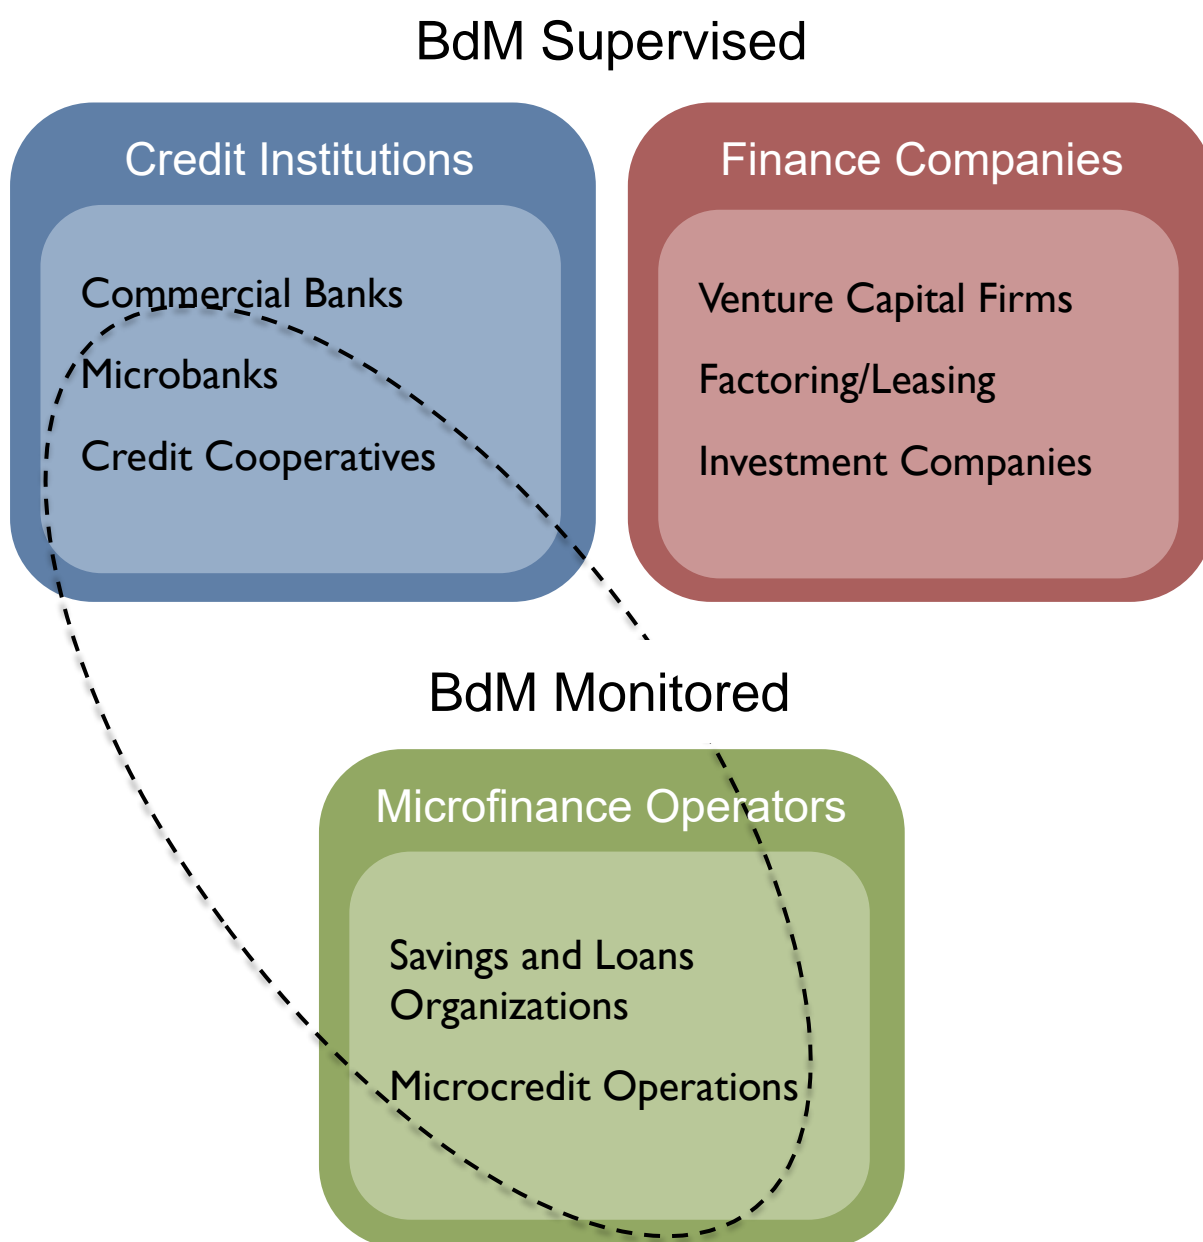 BdM Supervised
Credit Institutions
Commercial Banks
Microbanks
Credit Cooperatives
Finance Companies
Venture Capital Firms
Factoring/Leasing
Investment Companies
BdM Monitored
Microfinance Operators
Savings and Loans
Organizations
Microcredit Operations